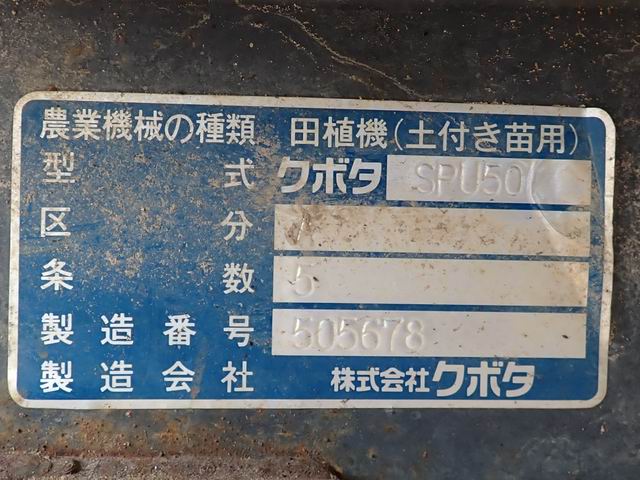 農業機械の種類 田植機(土付き苗用)
型式 クボタ SPU50
区分
条数 5
製造番号 505678
製造会社 株式会社クボタ